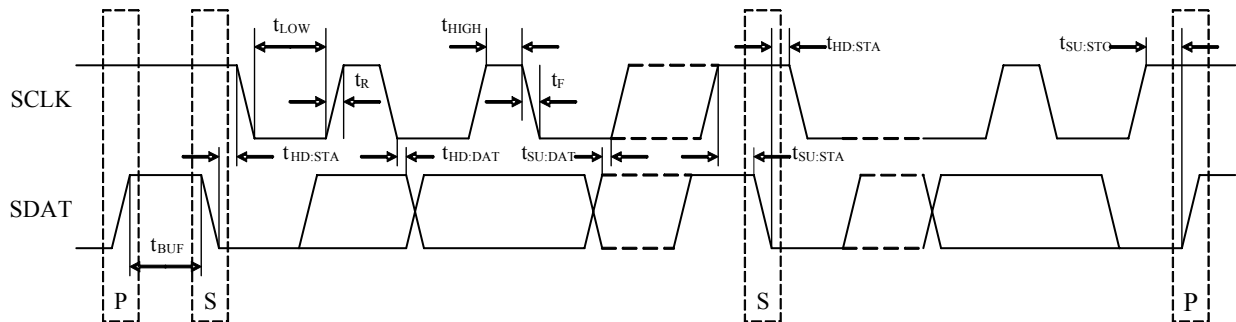 tLOW
tHIGH
tHD:STA
tSU:STO
SCLK
tR
tF
tHD:STA
tHD:DAT
tSU:DAT
tSU:STA
SDAT
tBUF
P
S
S
P